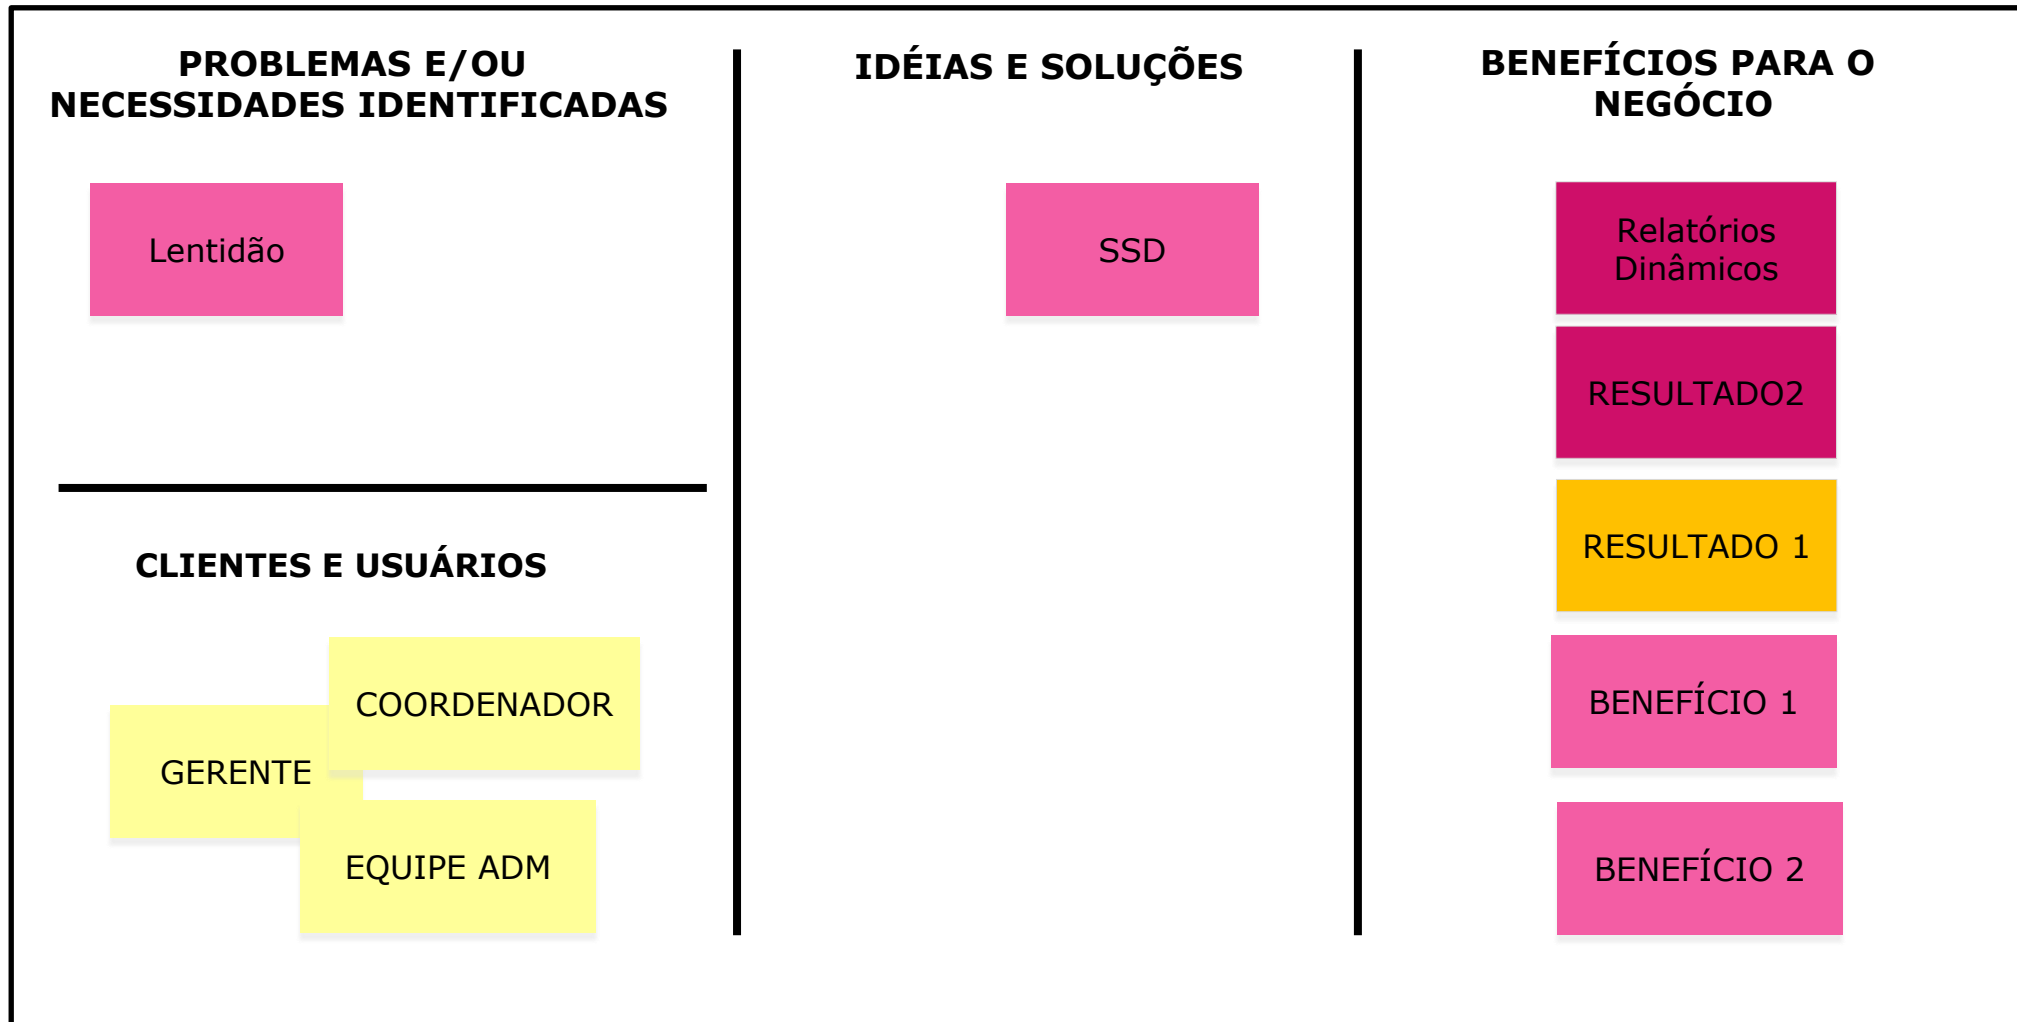 PROBLEMAS E/OU
NECESSIDADES IDENTIFICADAS
Lentidão
CLIENTES E USUÁRIOS
COORDENADOR
GERENTE
EQUIPE ADM
IDÉIAS E SOLUÇÕES
SSD
BENEFÍCIOS PARA O
NEGÓCIO
Relatórios
Dinâmicos
RESULTADO2
RESULTADO 1
BENEFÍCIO 1
BENEFÍCIO 2